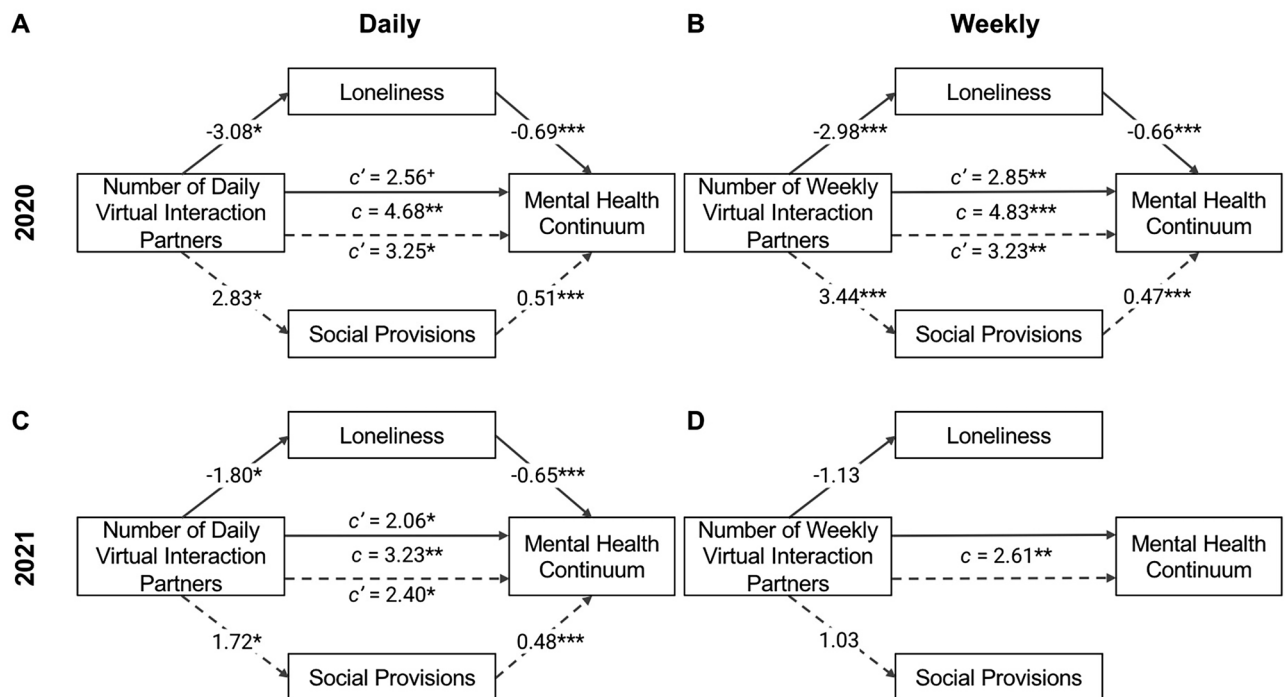 A
Daily
B
Weekly
2020
Loneliness
-3.08*
-0.69***
Number of Daily
Virtual Interaction
Partners
c’ = 2.56⁺
c = 4.68**
c’ = 3.25*
Mental Health
Continuum
2.83*
0.51***
Social Provisions
Loneliness
-2.98***
-0.66***
Number of Weekly
Virtual Interaction
Partners
c’ = 2.85**
c = 4.83***
c’ = 3.23**
Mental Health
Continuum
3.44***
0.47***
Social Provisions
C
D
2021
Loneliness
-1.80*
-0.65***
Number of Daily
Virtual Interaction
Partners
c’ = 2.06*
c = 3.23**
c’ = 2.40*
Mental Health
Continuum
1.72*
0.48***
Social Provisions
Loneliness
-1.13
Number of Weekly
Virtual Interaction
Partners
c = 2.61**
Mental Health
Continuum
1.03
Social Provisions